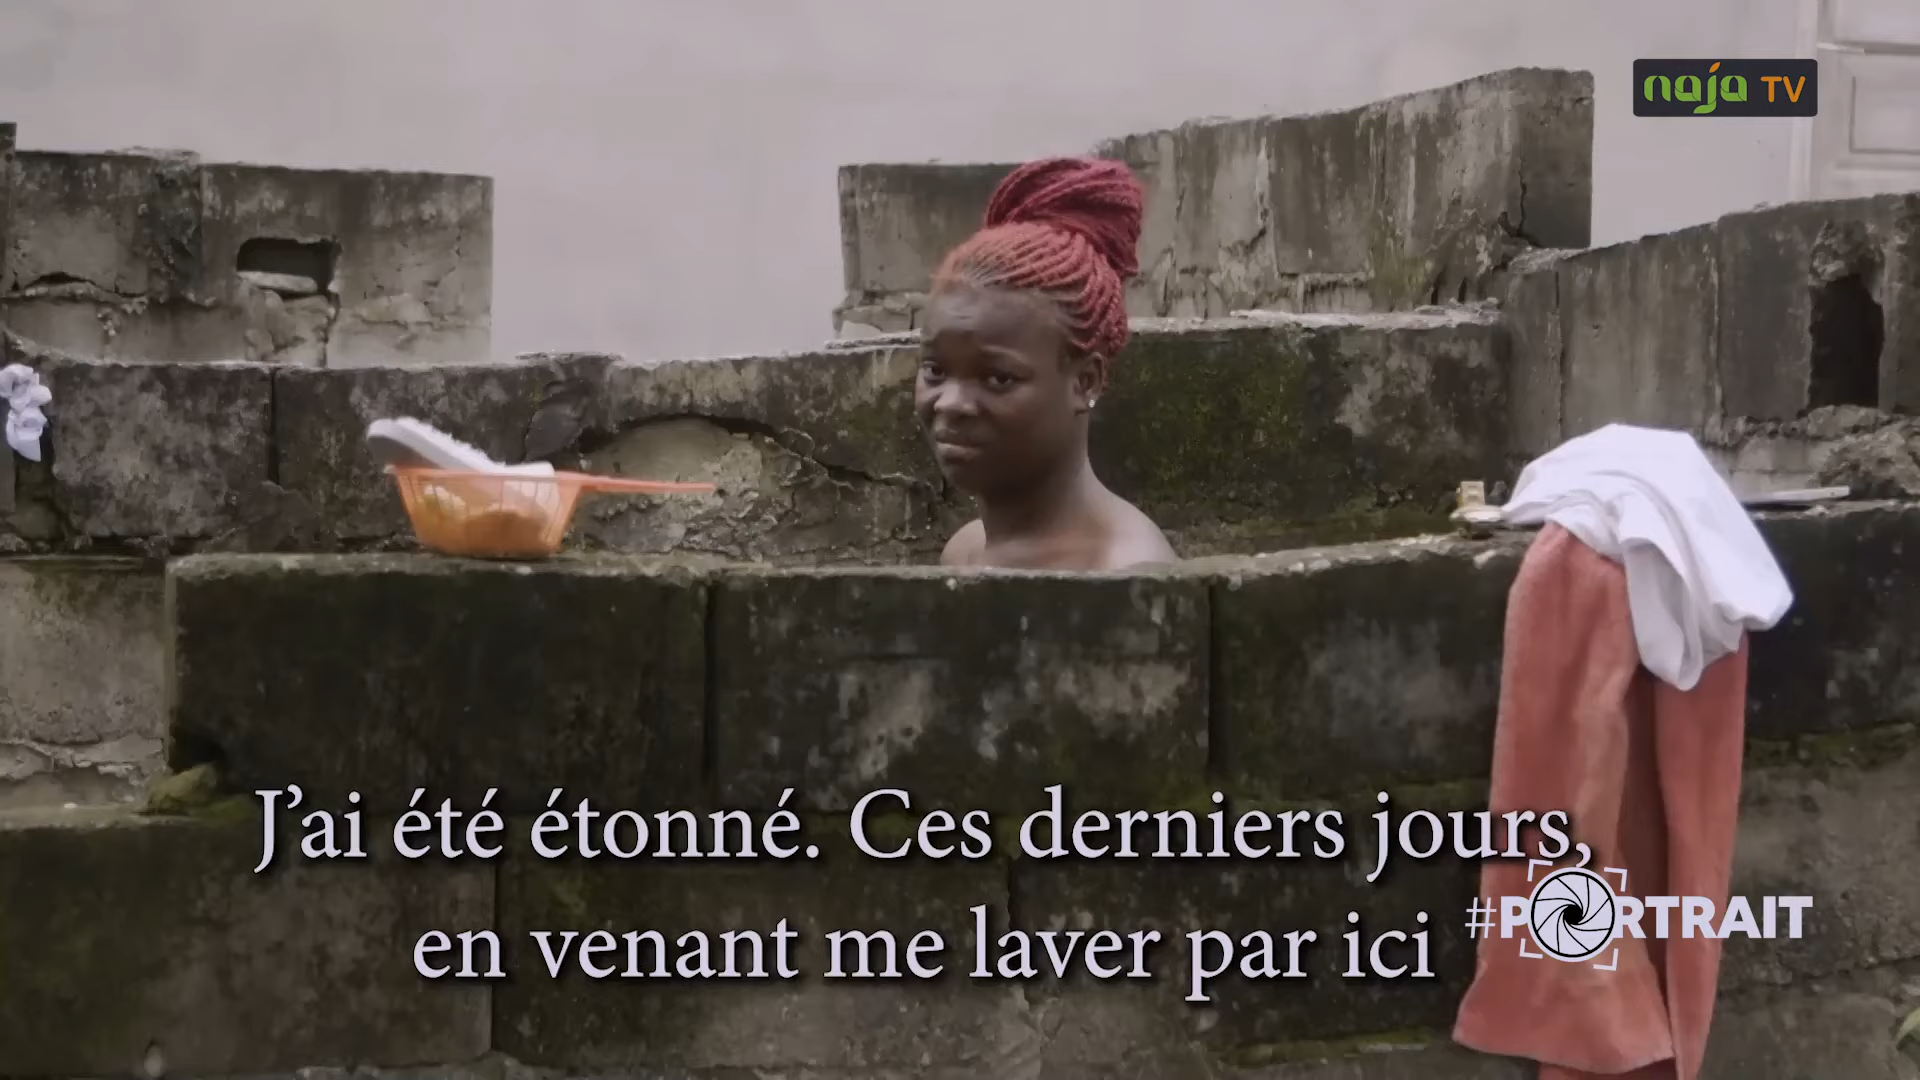 naja TV
J'ai été étonné. Ces derniers jours,
en venant me laver par ici
#PORTRAIT